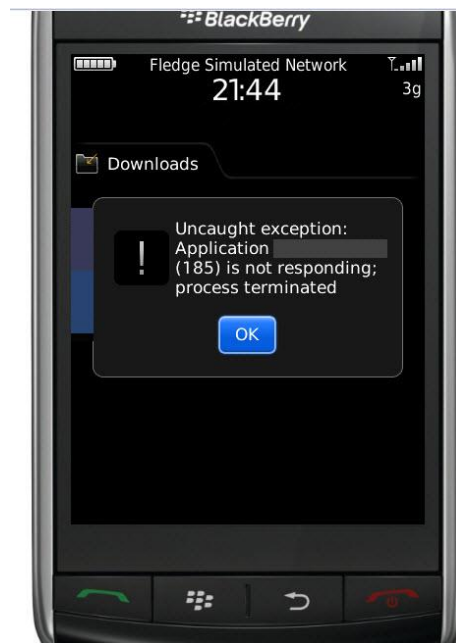 BlackBerry
Fledge Simulated Network
21:44
3g
Downloads
Uncaught exception:
Application
(185) is not responding;
process terminated
OK